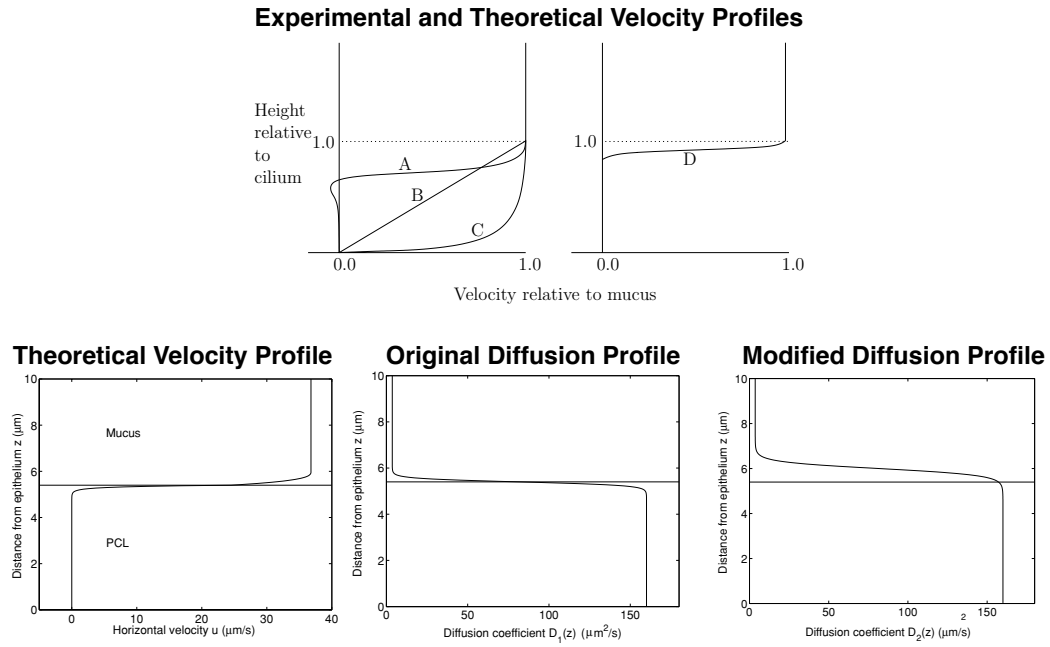 Experimental and Theoretical Velocity Profiles
Height
relative
to
cilium
1.0
A
B
C
0.0
1.0
1.0
D
0.0
1.0
Velocity relative to mucus
Theoretical Velocity Profile
10
8
6
4
2
0
Distance from epithelium z (μm)
Mucus
PCL
0
10
20
30
40
Horizontal velocity u (μm/s)
Original Diffusion Profile
10
8
6
4
2
0
Distance from epithelium z (μm)
0
50
100
150
Diffusion coefficient D₁(z) (μm²/s)
Modified Diffusion Profile
10
8
6
4
2
0
Distance from epithelium z (μm)
0
50
100
150
2
Diffusion coefficient D₂(z) (μm/s)